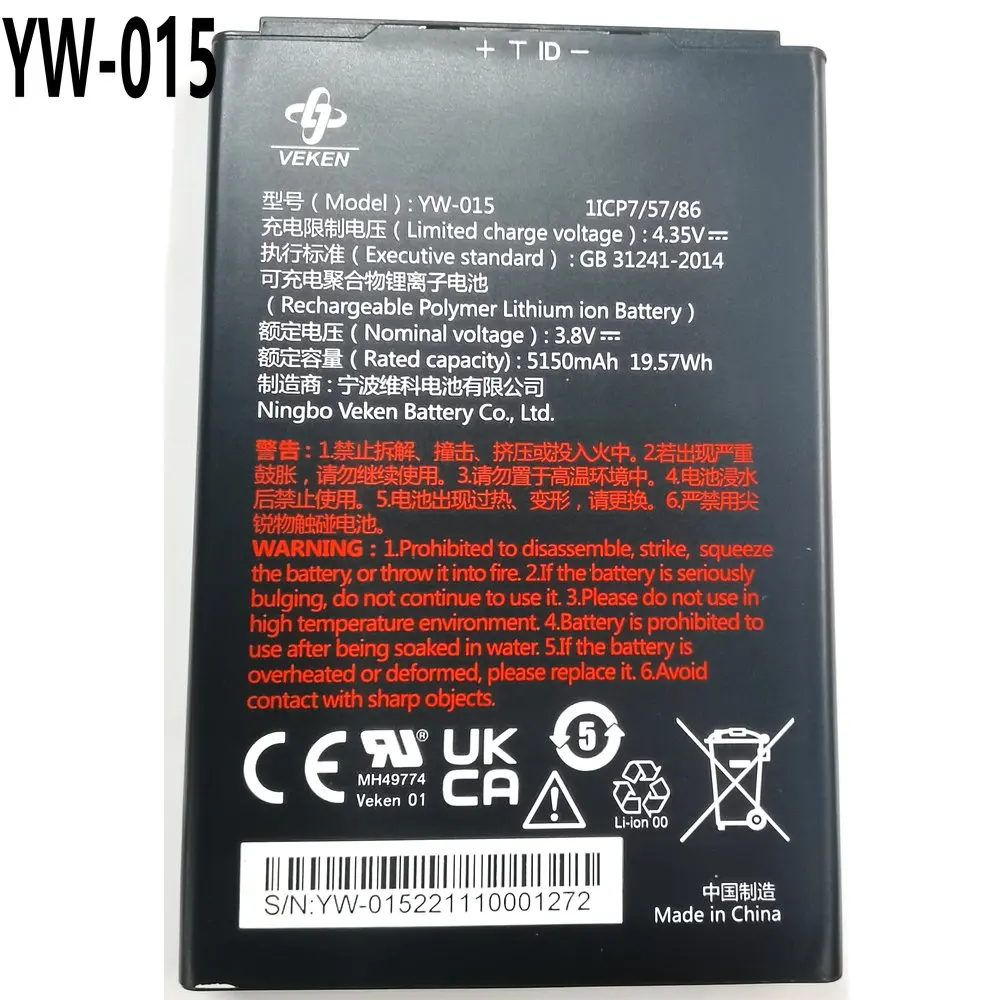 YW-015
+ T ID −
VEKEN
型号 ( Model ) : YW-015 1ICP7/57/86
充电限制电压 ( Limited charge voltage ) : 4.35V⎓
执行标准 ( Executive standard ) : GB 31241-2014
可充电聚合物锂离子电池
( Rechargeable Polymer Lithium ion Battery )
额定电压 ( Nominal voltage ) : 3.8V⎓
额定容量 ( Rated capacity) : 5150mAh 19.57Wh
制造商 : 宁波维科电池有限公司
Ningbo Veken Battery Co., Ltd.
警告 : 1.禁止拆解、撞击、挤压或投入火中。2若出现严重
鼓胀，请勿继续使用。3.请勿置于高温环境中。4.电池浸水
后禁止使用。5.电池出现过热、变形，请更换。6.严禁用尖
锐物触碰电池。
WARNING : 1.Prohibited to disassemble, strike, squeeze
the battery, or throw it into fire. 2.If the battery is seriously
bulging, do not continue to use it. 3.Please do not use in
high temperature environment. 4.Battery is prohibited to
use after being soaked in water. 5.If the battery is
overheated or deformed, please replace it. 6.Avoid
contact with sharp objects.
CE RU® UK CA 5
MH49774
Veken 01
Li-ion 00
S/N:YW-015221110001272
中国制造
Made in China